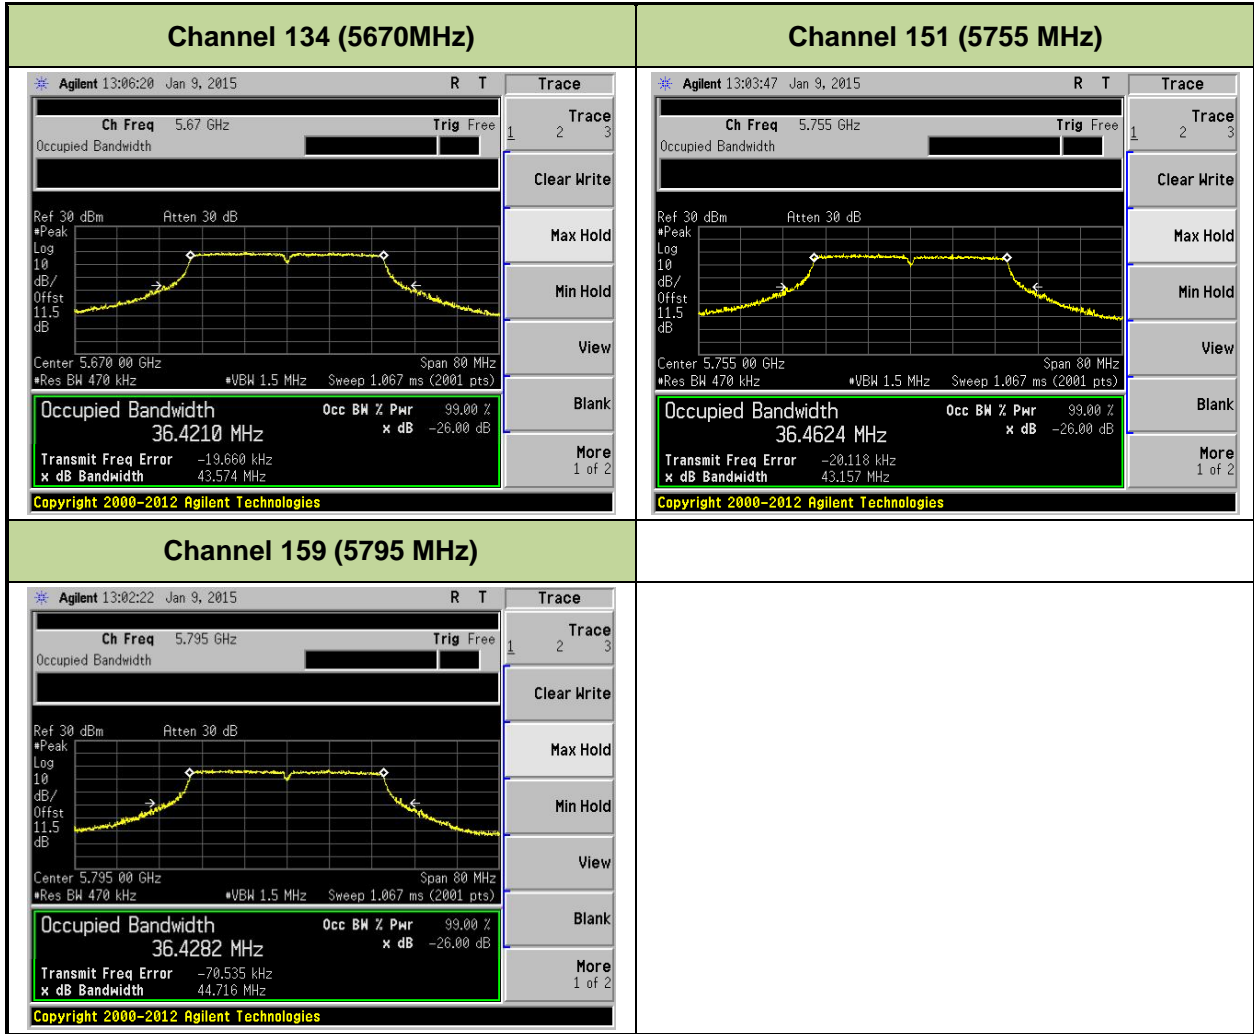 Channel 134 (5670MHz)
Agilent 13:06:20 Jan 9, 2015 R T
Ch Freq 5.67 GHz Trig Free
Occupied Bandwidth
Ref 30 dBm Atten 30 dB
#Peak
Log
10
dB/
Offst
11.5
dB
Center 5.670 00 GHz Span 80 MHz
#Res BW 470 kHz #VBW 1.5 MHz Sweep 1.067 ms (2001 pts)
Occupied Bandwidth Occ BW % Pwr 99.00 %
36.4210 MHz x dB -26.00 dB
Transmit Freq Error -19.660 kHz
x dB Bandwidth 43.574 MHz
Copyright 2000-2012 Agilent Technologies
Trace
Trace
1 2 3
Clear Write
Max Hold
Min Hold
View
Blank
More
1 of 2
Channel 151 (5755 MHz)
Agilent 13:03:47 Jan 9, 2015 R T
Ch Freq 5.755 GHz Trig Free
Occupied Bandwidth
Ref 30 dBm Atten 30 dB
#Peak
Log
10
dB/
Offst
11.5
dB
Center 5.755 00 GHz Span 80 MHz
#Res BW 470 kHz #VBW 1.5 MHz Sweep 1.067 ms (2001 pts)
Occupied Bandwidth Occ BW % Pwr 99.00 %
36.4624 MHz x dB -26.00 dB
Transmit Freq Error -20.118 kHz
x dB Bandwidth 43.157 MHz
Copyright 2000-2012 Agilent Technologies
Trace
Trace
1 2 3
Clear Write
Max Hold
Min Hold
View
Blank
More
1 of 2
Channel 159 (5795 MHz)
Agilent 13:02:22 Jan 9, 2015 R T
Ch Freq 5.795 GHz Trig Free
Occupied Bandwidth
Ref 30 dBm Atten 30 dB
#Peak
Log
10
dB/
Offst
11.5
dB
Center 5.795 00 GHz Span 80 MHz
#Res BW 470 kHz #VBW 1.5 MHz Sweep 1.067 ms (2001 pts)
Occupied Bandwidth Occ BW % Pwr 99.00 %
36.4282 MHz x dB -26.00 dB
Transmit Freq Error -70.535 kHz
x dB Bandwidth 44.716 MHz
Copyright 2000-2012 Agilent Technologies
Trace
Trace
1 2 3
Clear Write
Max Hold
Min Hold
View
Blank
More
1 of 2